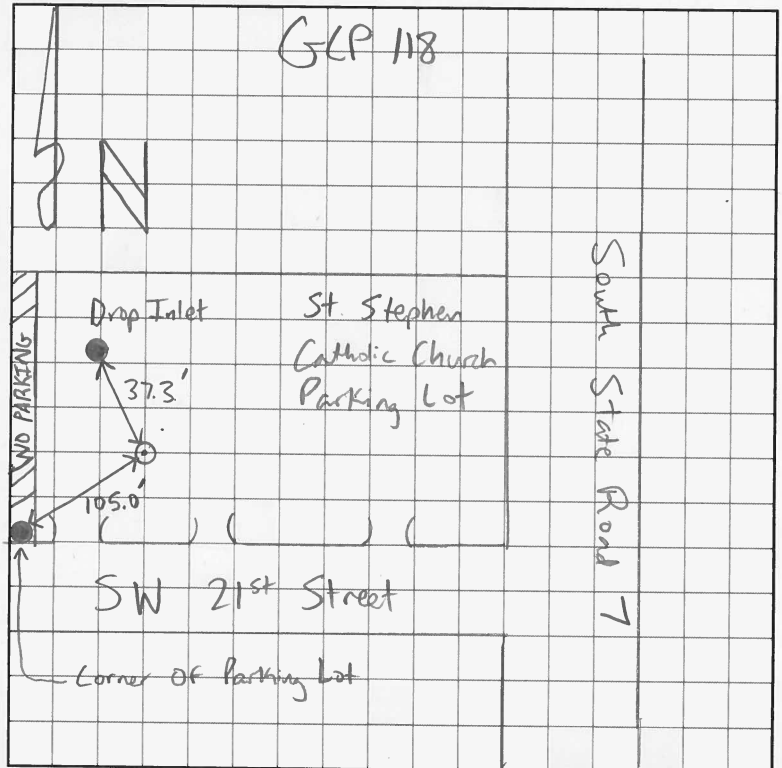 GCP 118
N
Drop Inlet
St. Stephen
Catholic Church
Parking Lot
NO PARKING
37.3'
105.0'
South State Road 7
SW 21st Street
Corner Of Parking Lot